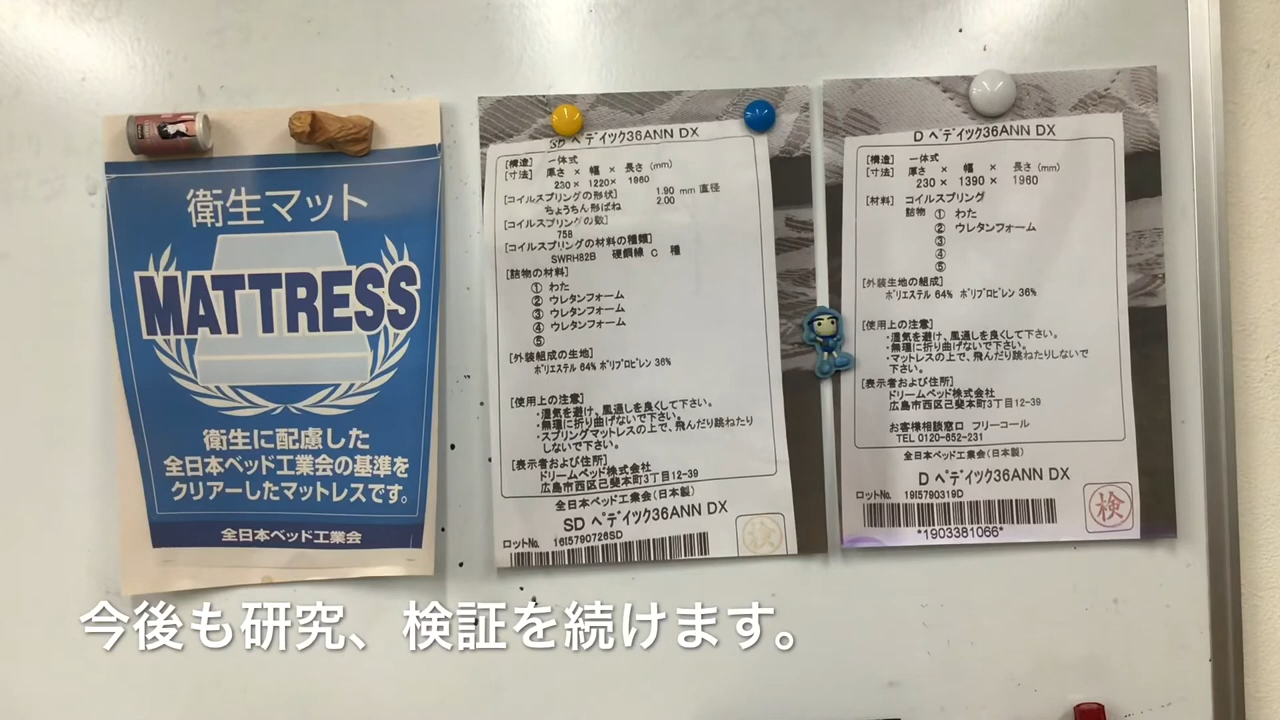 衛生マット
MATTRESS
衛生に配慮した
全日本ベッド工業会の基準を
クリアーしたマットレスです。
全日本ベッド工業会
SD ペデイツク36ANN DX
[構造] 一体式
[寸法] 厚さ × 幅 × 長さ (mm)
230 × 1220 × 1960
[コイルスプリングの形状] 1.90 mm 直径
ちょうちん形ばね 2.00
[コイルスプリングの数]
758
[コイルスプリングの材料の種類]
SWRH82B 硬鋼線 C 種
[詰物の材料]
① わた
② ウレタンフォーム
③ ウレタンフォーム
④ ウレタンフォーム
⑤
[外装組成の生地]
ポリエステル 64% ポリプロピレン 36%
[使用上の注意]
・湿気を避け、風通しを良くして下さい。
・無理に折り曲げないで下さい。
・スプリングマットレスの上で、飛んだり跳ねたり
しないで下さい。
[表示者および住所]
ドリームベッド株式会社
広島市西区己斐本町3丁目12-39
全日本ベッド工業会(日本製)
SD ペデイツク36ANN DX
ロットNo. 16I5790726SD
検
D ペデイツク36ANN DX
[構造] 一体式
[寸法] 厚さ × 幅 × 長さ (mm)
230 × 1390 × 1960
[材料] コイルスプリング
詰物 ① わた
② ウレタンフォーム
③
④
⑤
[外装生地の組成]
ポリエステル 64% ポリプロピレン 36%
[使用上の注意]
・湿気を避け、風通しを良くして下さい。
・無理に折り曲げないで下さい。
・マットレスの上で、飛んだり跳ねたりしないで
下さい。
[表示者および住所]
ドリームベッド株式会社
広島市西区己斐本町3丁目12-39
お客様相談窓口 フリーコール
TEL 0120-652-231
全日本ベッド工業会(日本製)
D ペデイツク36ANN DX
ロットNo. 19I5790319D
*1903381066*
検
今後も研究、検証を続けます。